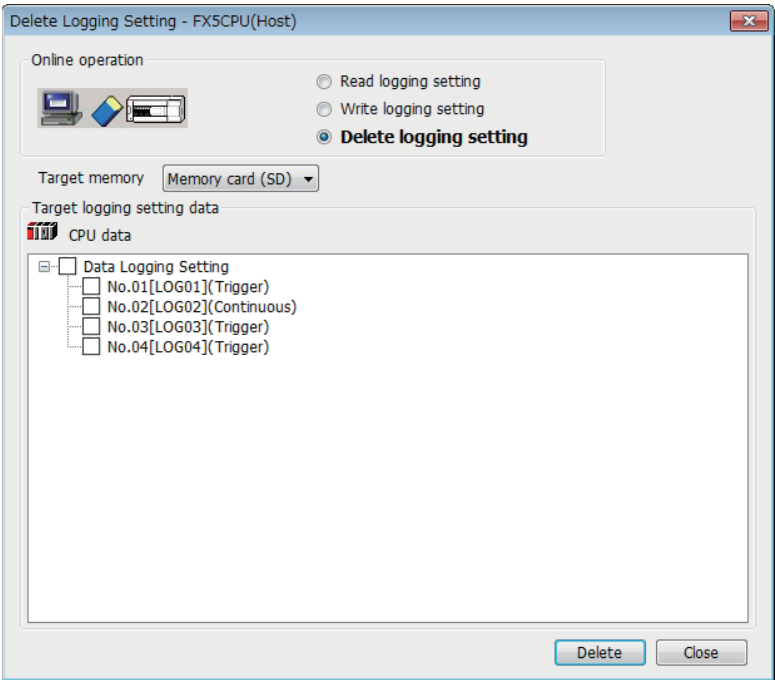 Delete Logging Setting - FX5CPU(Host)
Online operation
Read logging setting
Write logging setting
Delete logging setting
Target memory Memory card (SD)
Target logging setting data
CPU data
Data Logging Setting
No.01[LOG01](Trigger)
No.02[LOG02](Continuous)
No.03[LOG03](Trigger)
No.04[LOG04](Trigger)
Delete Close